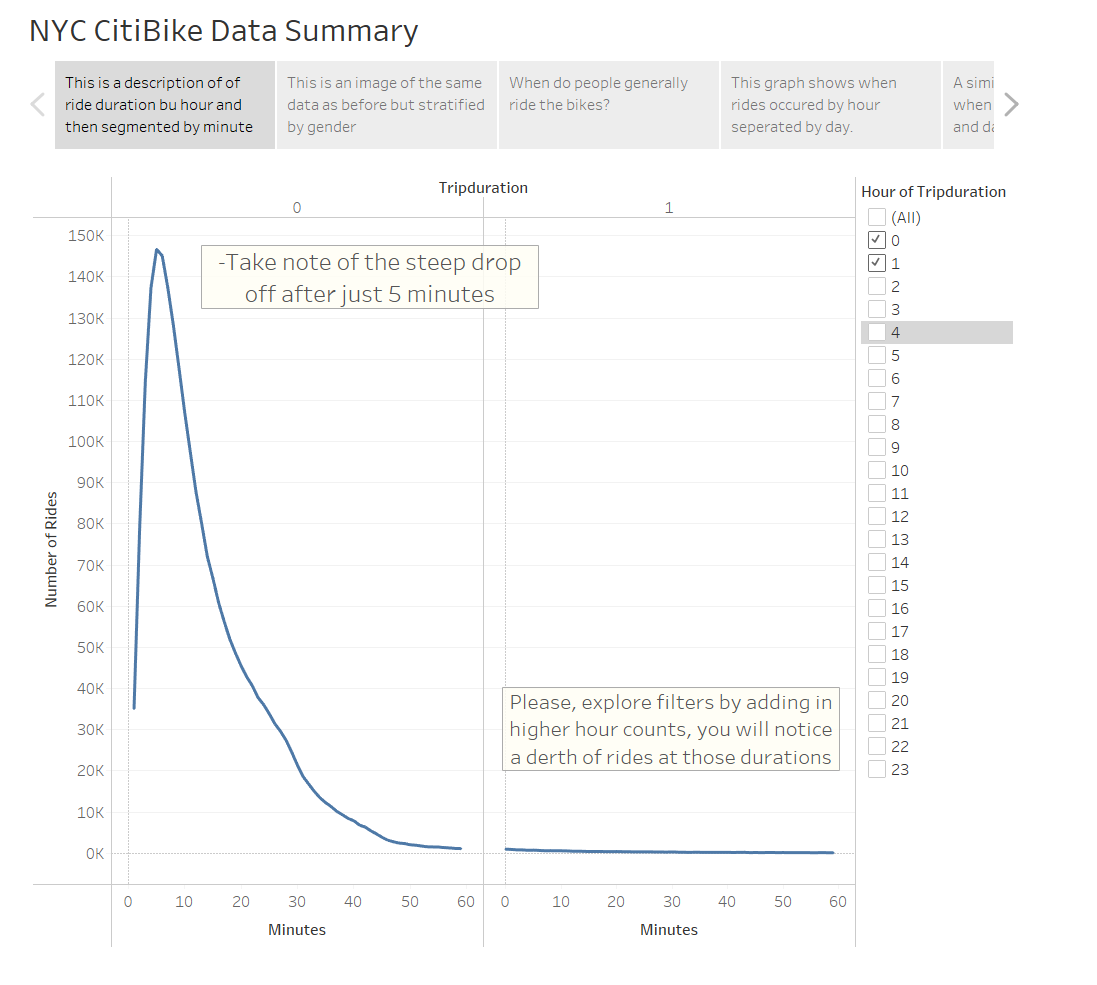 NYC CitiBike Data Summary
This is a description of of
ride duration bu hour and
then segmented by minute
This is an image of the same
data as before but stratified
by gender
When do people generally
ride the bikes?
This graph shows when
rides occured by hour
seperated by day.
A simi
when
and da
Tripduration
0
1
Hour of Tripduration
(All)
0
1
2
3
4
5
6
7
8
9
10
11
12
13
14
15
16
17
18
19
20
21
22
23
150K
140K
130K
120K
110K
100K
90K
80K
70K
60K
50K
40K
30K
20K
10K
0K
Number of Rides
-Take note of the steep drop
off after just 5 minutes
Please, explore filters by adding in
higher hour counts, you will notice
a derth of rides at those durations
0 10 20 30 40 50 60
0 10 20 30 40 50 60
Minutes
Minutes